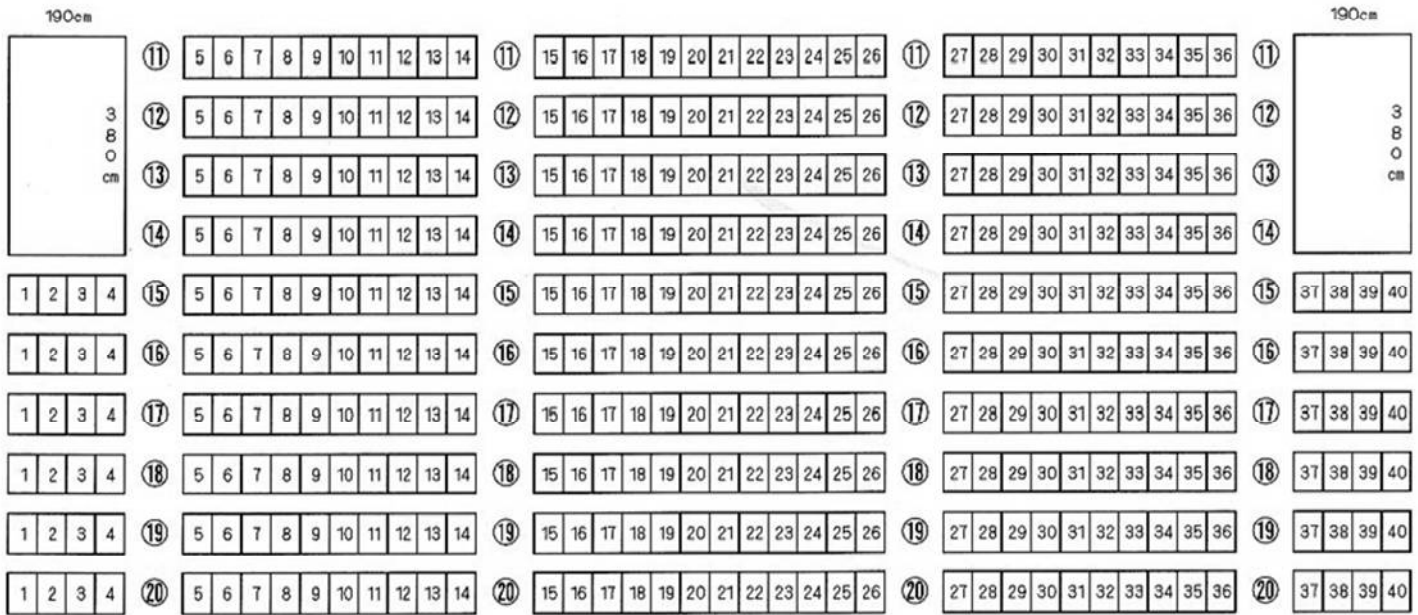 190cm 190cm
⑪ 5 6 7 8 9 10 11 12 13 14 ⑪ 15 16 17 18 19 20 21 22 23 24 25 26 ⑪ 27 28 29 30 31 32 33 34 35 36 ⑪
380cm ⑫ 5 6 7 8 9 10 11 12 13 14 ⑫ 15 16 17 18 19 20 21 22 23 24 25 26 ⑫ 27 28 29 30 31 32 33 34 35 36 ⑫ 380cm
⑬ 5 6 7 8 9 10 11 12 13 14 ⑬ 15 16 17 18 19 20 21 22 23 24 25 26 ⑬ 27 28 29 30 31 32 33 34 35 36 ⑬
⑭ 5 6 7 8 9 10 11 12 13 14 ⑭ 15 16 17 18 19 20 21 22 23 24 25 26 ⑭ 27 28 29 30 31 32 33 34 35 36 ⑭
1 2 3 4 ⑮ 5 6 7 8 9 10 11 12 13 14 ⑮ 15 16 17 18 19 20 21 22 23 24 25 26 ⑮ 27 28 29 30 31 32 33 34 35 36 ⑮ 37 38 39 40
1 2 3 4 ⑯ 5 6 7 8 9 10 11 12 13 14 ⑯ 15 16 17 18 19 20 21 22 23 24 25 26 ⑯ 27 28 29 30 31 32 33 34 35 36 ⑯ 37 38 39 40
1 2 3 4 ⑰ 5 6 7 8 9 10 11 12 13 14 ⑰ 15 16 17 18 19 20 21 22 23 24 25 26 ⑰ 27 28 29 30 31 32 33 34 35 36 ⑰ 37 38 39 40
1 2 3 4 ⑱ 5 6 7 8 9 10 11 12 13 14 ⑱ 15 16 17 18 19 20 21 22 23 24 25 26 ⑱ 27 28 29 30 31 32 33 34 35 36 ⑱ 37 38 39 40
1 2 3 4 ⑲ 5 6 7 8 9 10 11 12 13 14 ⑲ 15 16 17 18 19 20 21 22 23 24 25 26 ⑲ 27 28 29 30 31 32 33 34 35 36 ⑲ 37 38 39 40
1 2 3 4 ⑳ 5 6 7 8 9 10 11 12 13 14 ⑳ 15 16 17 18 19 20 21 22 23 24 25 26 ⑳ 27 28 29 30 31 32 33 34 35 36 ⑳ 37 38 39 40